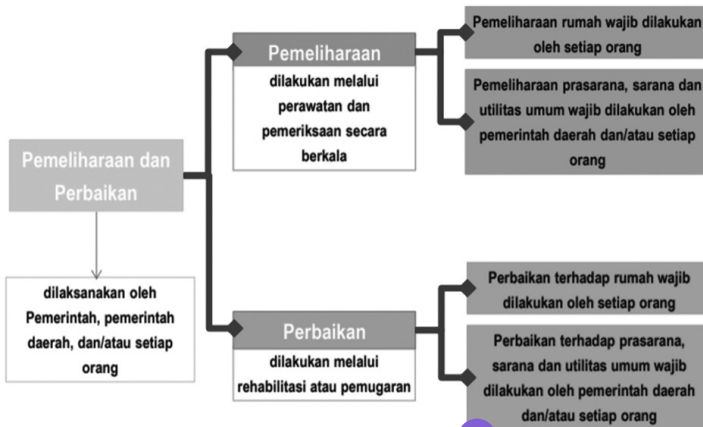 Pemeliharaan dan
Perbaikan
dilaksanakan oleh
Pemerintah, pemerintah
daerah, dan/atau setiap
orang
Pemeliharaan
dilakukan melalui
perawatan dan
pemeriksaan secara
berkala
Pemeliharaan rumah wajib dilakukan
oleh setiap orang
Pemeliharaan prasarana, sarana dan
utilitas umum wajib dilakukan oleh
pemerintah daerah dan/atau setiap
orang
Perbaikan
dilakukan melalui
rehabilitasi atau pemugaran
Perbaikan terhadap rumah wajib
dilakukan oleh setiap orang
Perbaikan terhadap prasarana,
sarana dan utilitas umum wajib
dilakukan oleh pemerintah daerah
dan/atau setiap orang